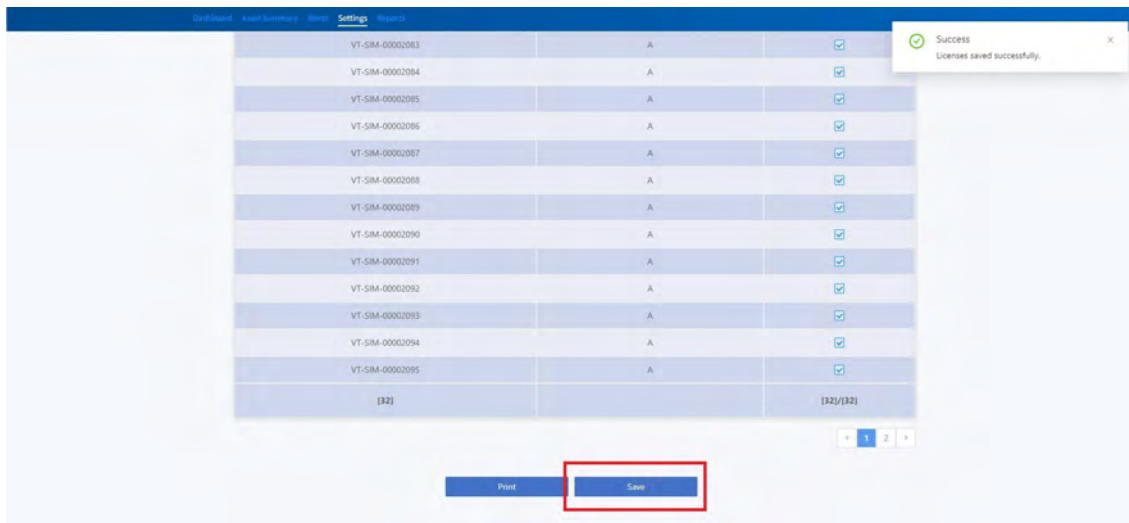 Dashboard Asset Summary Alerts Settings Reports
Success
Licenses saved successfully.
VT-SIM-00002083 A
VT-SIM-00002084 A
VT-SIM-00002085 A
VT-SIM-00002086 A
VT-SIM-00002087 A
VT-SIM-00002088 A
VT-SIM-00002089 A
VT-SIM-00002090 A
VT-SIM-00002091 A
VT-SIM-00002092 A
VT-SIM-00002093 A
VT-SIM-00002094 A
VT-SIM-00002095 A
[32] [32]/[32]
< 1 2 >
Print Save